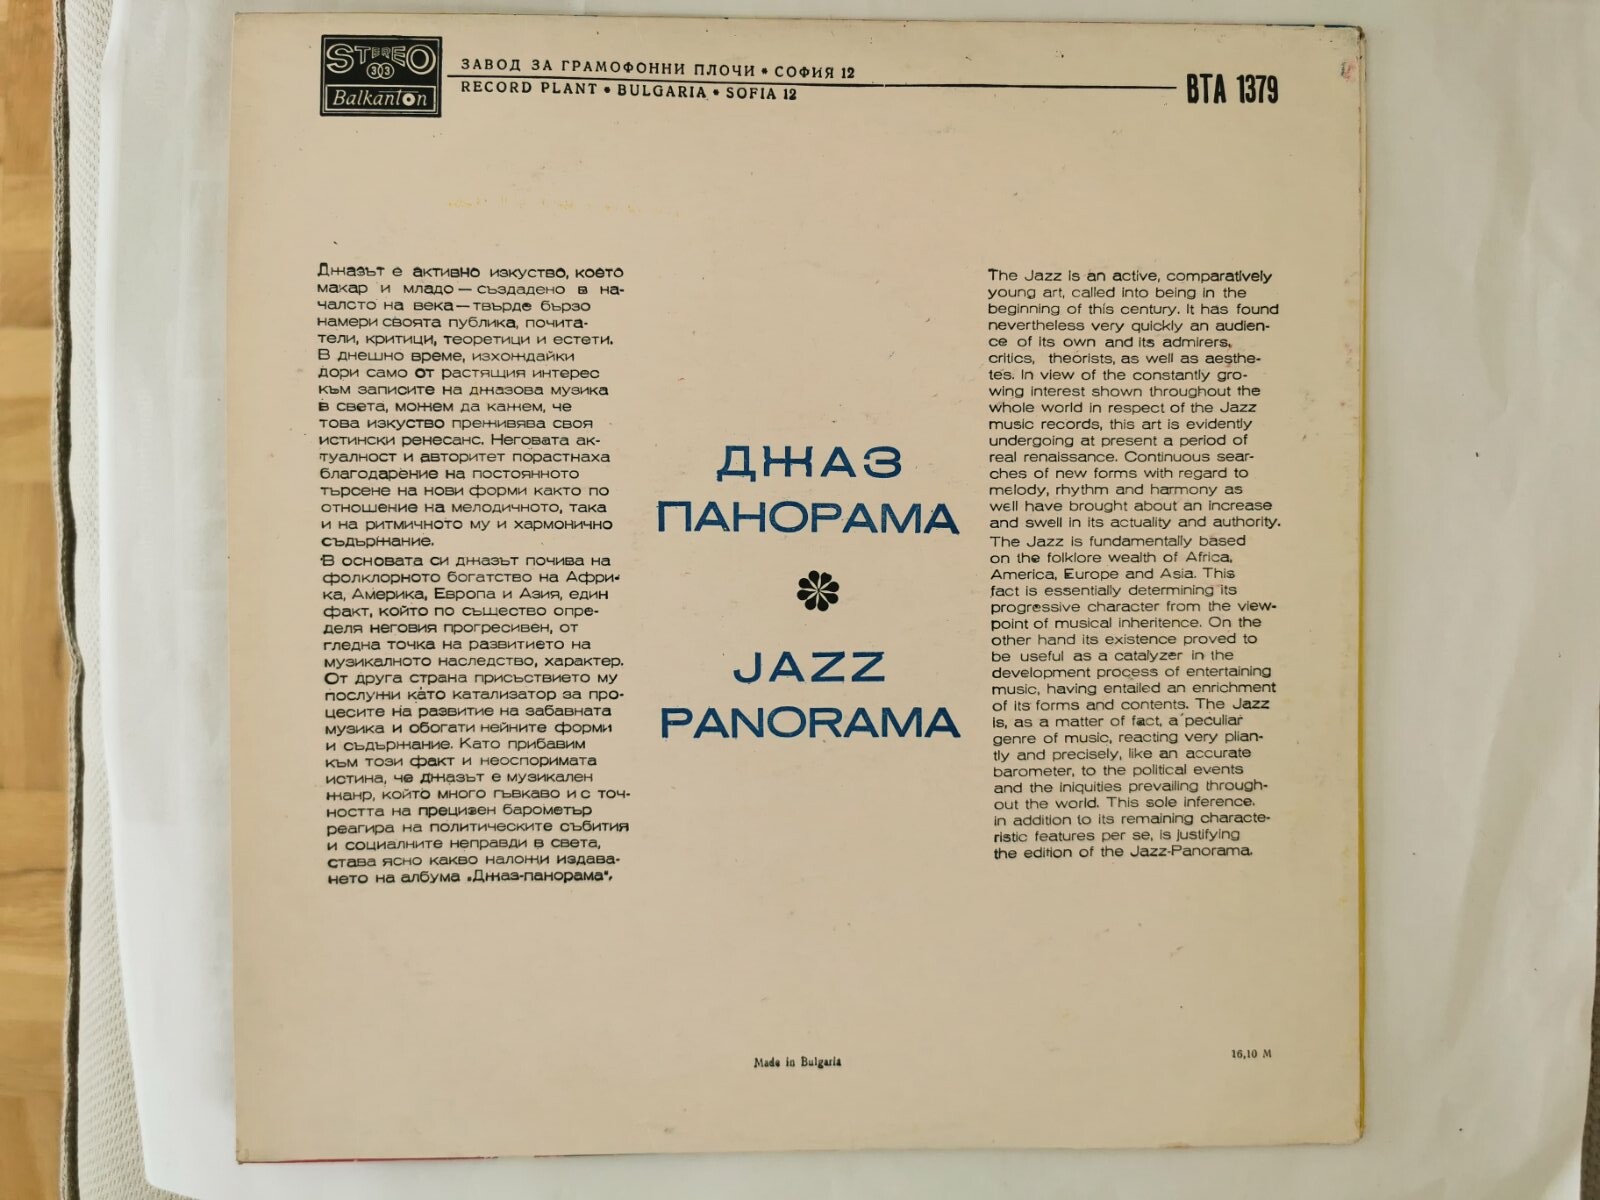 STEREO
33
Balkanton
ЗАВОД ЗА ГРАМОФОННИ ПЛОЧИ • СОФИЯ 12
RECORD PLANT • BULGARIA • SOFIA 12
ВТА 1379
Джазът е активно изкуство, което
макар и младо — създадено в на-
чалсто на века — твърде бързо
намери своята публика, почита-
тели, критици, теоретици и естети.
В днешно време, изхождайки
дори само от растящия интерес
към записите на джазова музика
в света, можем да кажем, че
това изкуство преживява своя
истински ренесанс. Неговата ак-
туалност и авторитет порастнаха
благодарение на постоянното
търсене на нови форми както по
отношение на мелодичното, така
и на ритмичното му и хармонично
съдържание.
В основата си джазът почива на
фолклорното богатство на Афри-
ка, Америка, Европа и Азия, един
факт, който по същество опре-
деля неговия прогресивен, от
гледна точка на развитието на
музикалното наследство, характер.
От друга страна присъствието му
послужи като катализатор за про-
цесите на развитие на забавната
музика и обогати нейните форми
и съдържание. Като прибавим
към този факт и неоспоримата
истина, че джазът е музикален
жанр, който много гъвкаво и с точ-
ността на прецизен барометър
реагира на политическите събития
и социалните неправди в света,
става ясно какво наложи издава-
нето на албума „Джаз-панорама".
ДЖАЗ
ПАНОРАМА
JAZZ
PANORAMA
The Jazz is an active, comparatively
young art, called into being in the
beginning of this century. It has found
nevertheless very quickly an audien-
ce of its own and its admirers,
critics, theorists, as well as aesthe-
tes. In view of the constantly gro-
wing interest shown throughout the
whole world in respect of the Jazz
music records, this art is evidently
undergoing at present a period of
real renaissance. Continuous sear-
ches of new forms with regard to
melody, rhythm and harmony as
well have brought about an increase
and swell in its actuality and authority.
The Jazz is fundamentally based
on the folklore wealth of Africa,
America, Europe and Asia. This
fact is essentially determining its
progressive character from the view-
point of musical inheritence. On the
other hand its existence proved to
be useful as a catalyzer in the
development process of entertaining
music, having entailed an enrichment
of its forms and contents. The Jazz
is, as a matter of fact, a peculiar
genre of music, reacting very plian-
tly and precisely, like an accurate
barometer, to the political events
and the iniquities prevailing through-
out the world. This sole inference,
in addition to its remaining characte-
ristic features per se, is justifying
the edition of the Jazz-Panorama.
Made in Bulgaria
16,10 М